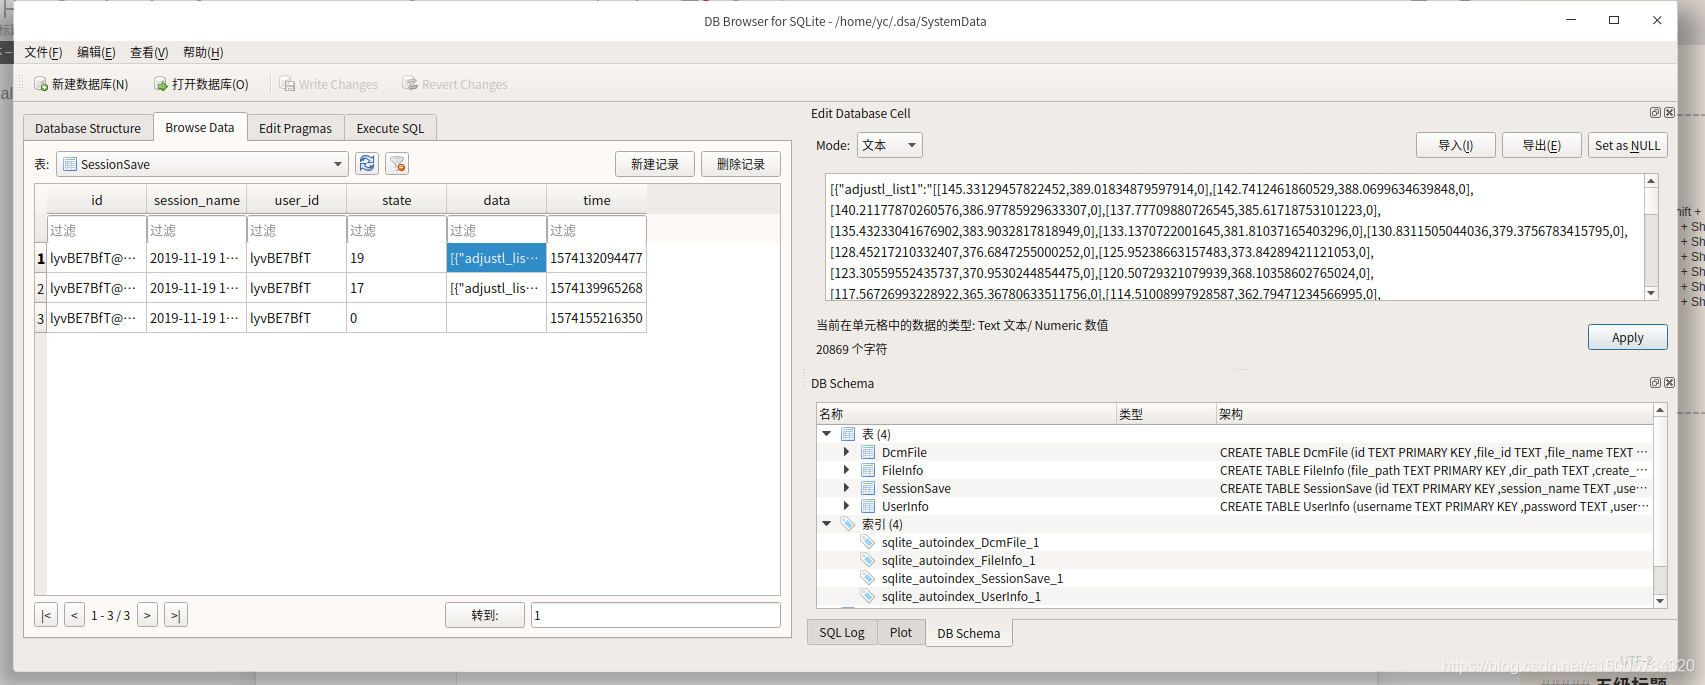 DB Browser for SQLite - /home/yc/.dsa/SystemData
文件(F) 编辑(E) 查看(V) 帮助(H)
新建数据库(N) 打开数据库(O) Write Changes Revert Changes
Database Structure Browse Data Edit Pragmas Execute SQL
表: SessionSave 新建记录 删除记录
id session_name user_id state data time
过滤 过滤 过滤 过滤 过滤 过滤
1 lyvBE7BfT@··· 2019-11-19 1··· lyvBE7BfT 19 [{"adjustl_lis··· 1574132094477
2 lyvBE7BfT@··· 2019-11-19 1··· lyvBE7BfT 17 [{"adjustl_lis··· 1574139965268
3 lyvBE7BfT@··· 2019-11-19 1··· lyvBE7BfT 0 1574155216350
|< < 1 - 3 / 3 > >| 转到: 1
Edit Database Cell
Mode: 文本 导入(I) 导出(E) Set as NULL
[{"adjustl_list1":"[[145.33129457822452,389.01834879597914,0],[142.7412461860529,388.0699634639848,0],
[140.21177870260576,386.97785929633307,0],[137.77709880726545,385.61718753101223,0],
[135.43233041676902,383.9032817818949,0],[133.1370722001645,381.81037165403296,0],[130.8311505044036,379.3756783415795,0],
[128.45217210332407,376.6847255000252,0],[125.95238663157483,373.84289421121053,0],
[123.30559552435737,370.9530244854475,0],[120.50729321079939,368.10358602765024,0],
[117.56726993228922,365.36780633511756,0],[114.51008997928587,362.79471234566995,0],
当前在单元格中的数据的类型: Text 文本/ Numeric 数值
20869 个字符
Apply
DB Schema
名称 类型 架构
表 (4)
DcmFile CREATE TABLE DcmFile (id TEXT PRIMARY KEY ,file_id TEXT ,file_name TEXT ···
FileInfo CREATE TABLE FileInfo (file_path TEXT PRIMARY KEY ,dir_path TEXT ,create_···
SessionSave CREATE TABLE SessionSave (id TEXT PRIMARY KEY ,session_name TEXT ,use···
UserInfo CREATE TABLE UserInfo (username TEXT PRIMARY KEY ,password TEXT ,user···
索引 (4)
sqlite_autoindex_DcmFile_1
sqlite_autoindex_FileInfo_1
sqlite_autoindex_SessionSave_1
sqlite_autoindex_UserInfo_1
SQL Log Plot DB Schema
hift +
+ Sh
+ Sh
+ Sh
+ Sh
+ Sh
+ Sh
tal
UTF-8
##### 五级标题